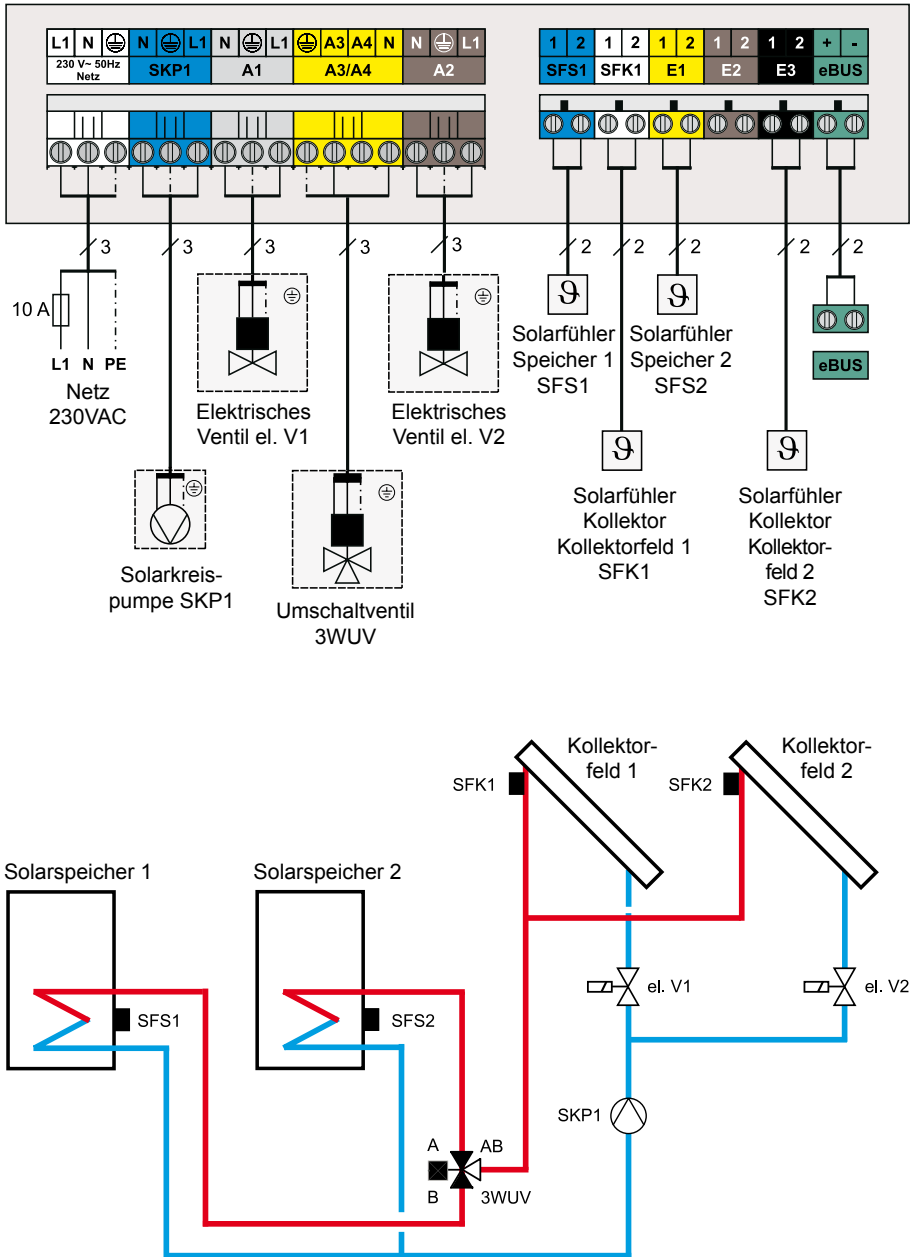 L1 N N L1 N L1 A3 A4 N N L1
230 V~ 50Hz
Netz
SKP1 A1 A3/A4 A2
1 2 1 2 1 2 1 2 1 2 + -
SFS1 SFK1 E1 E2 E3 eBUS
3 3 3 3 3 2 2 2 2 2
10 A
L1 N PE
Netz
230VAC
Elektrisches
Ventil el. V1
Elektrisches
Ventil el. V2
ϑ
Solarfühler
Speicher 1
SFS1
ϑ
Solarfühler
Speicher 2
SFS2
eBUS
Solarkreis-
pumpe SKP1
Umschaltventil
3WUV
ϑ
Solarfühler
Kollektor
Kollektorfeld 1
SFK1
ϑ
Solarfühler
Kollektor
Kollektor-
feld 2
SFK2
Kollektor-
feld 1
Kollektor-
feld 2
SFK1
SFK2
Solarspeicher 1
Solarspeicher 2
el. V1
el. V2
SFS1
SFS2
SKP1
A AB
B 3WUV